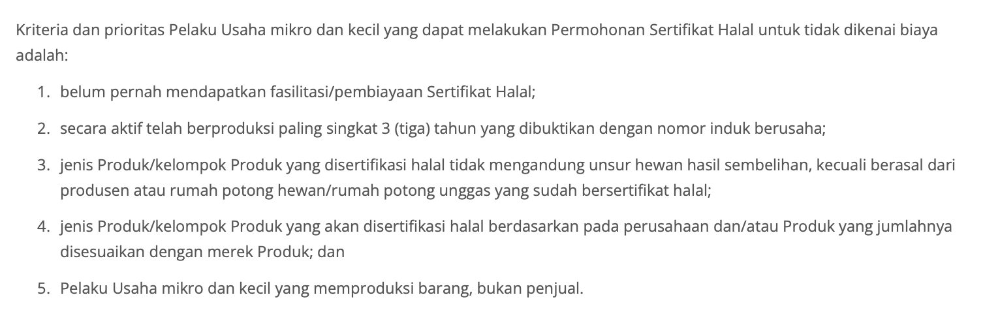 Kriteria dan prioritas Pelaku Usaha mikro dan kecil yang dapat melakukan Permohonan Sertifikat Halal untuk tidak dikenai biaya
adalah:
1. belum pernah mendapatkan fasilitasi/pembiayaan Sertifikat Halal;
2. secara aktif telah berproduksi paling singkat 3 (tiga) tahun yang dibuktikan dengan nomor induk berusaha;
3. jenis Produk/kelompok Produk yang disertifikasi halal tidak mengandung unsur hewan hasil sembelihan, kecuali berasal dari
produsen atau rumah potong hewan/rumah potong unggas yang sudah bersertifikat halal;
4. jenis Produk/kelompok Produk yang akan disertifikasi halal berdasarkan pada perusahaan dan/atau Produk yang jumlahnya
disesuaikan dengan merek Produk; dan
5. Pelaku Usaha mikro dan kecil yang memproduksi barang, bukan penjual.